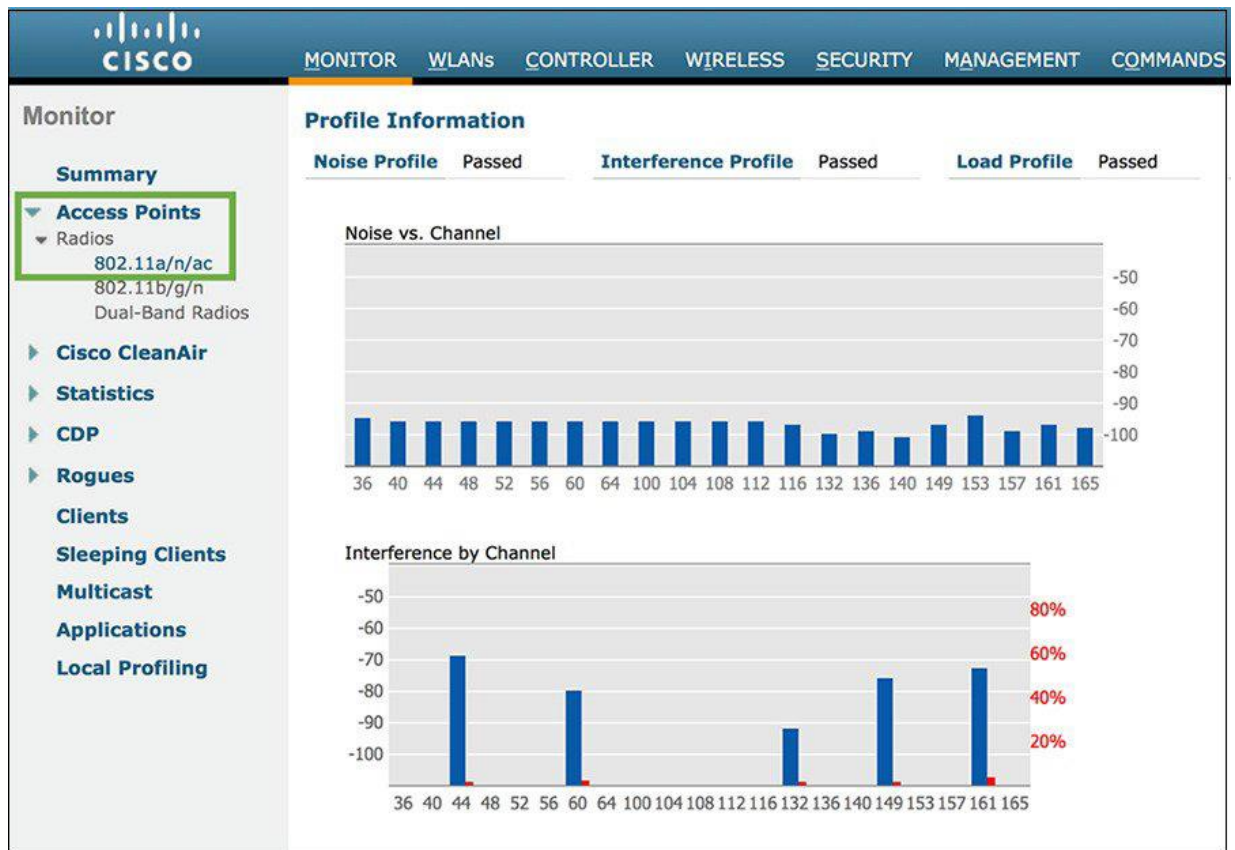 CISCO
MONITOR WLANs CONTROLLER WIRELESS SECURITY MANAGEMENT COMMANDS
Monitor
Summary
Access Points
Radios
802.11a/n/ac
802.11b/g/n
Dual-Band Radios
Cisco CleanAir
Statistics
CDP
Rogues
Clients
Sleeping Clients
Multicast
Applications
Local Profiling
Profile Information
Noise Profile Passed Interference Profile Passed Load Profile Passed
Noise vs. Channel
-50
-60
-70
-80
-90
-100
36 40 44 48 52 56 60 64 100 104 108 112 116 132 136 140 149 153 157 161 165
Interference by Channel
-50
80%
-60
-70
60%
-80
40%
-90
20%
-100
36 40 44 48 52 56 60 64 100 104 108 112 116 132 136 140 149 153 157 161 165